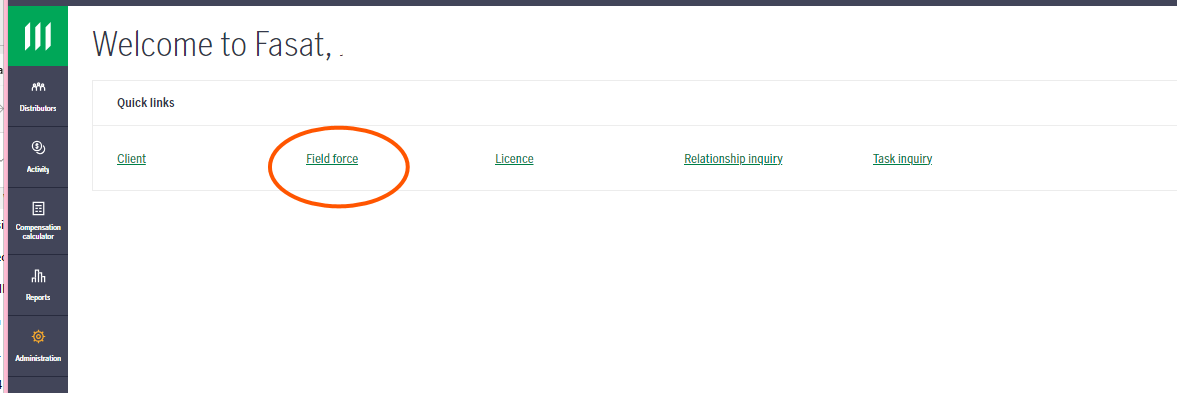 Welcome to Fasat, .
Quick links
Client
Field force
Licence
Relationship inquiry
Task inquiry
Distributors
Activity
Compensation
calculator
Reports
Administration